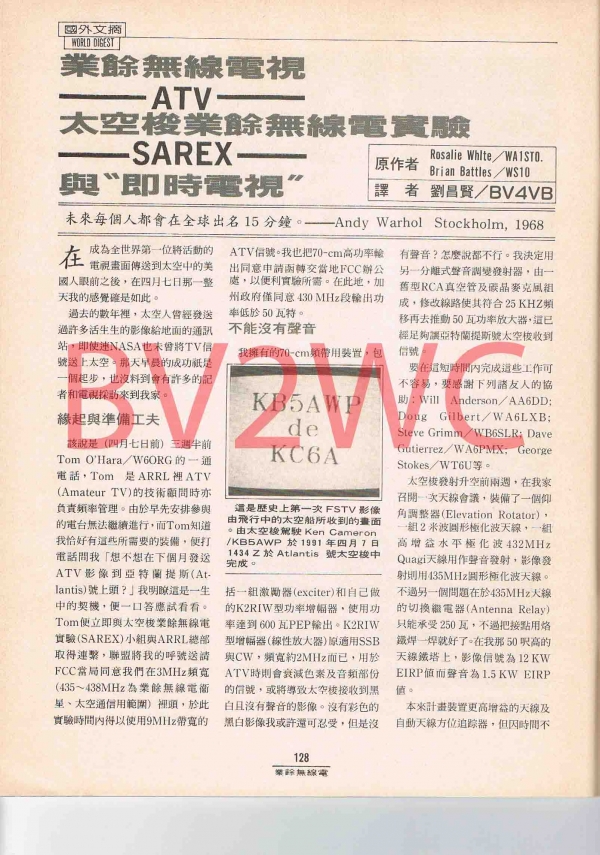 國外文摘
WORLD DIGEST
業餘無線電視
ATV
太空梭業餘無線電實驗
SAREX
與“即時電視”
原作者 Rosalie White/WA1STO.
Brian Battles/WS1O
譯者 劉昌賢/BV4VB
未來每個人都會在全球出名15分鐘。——Andy Warhol Stockholm, 1968
在成為全世界第一位將活動的
電視畫面傳送到太空中的美
國人眼前之後,在四月七日那一整
天我的感覺確是如此。
過去的數年裡,太空人曾經發送
過許多活生生的影像給地面的通訊
站,即使連NASA也未曾將TV信
號送上太空。那天早晨的成功祇是
一個起步,也沒料到會有許多的記
者和電視採訪來到我家。
緣起與準備工夫
該說是(四月七日前)三週半前
Tom O'Hara/W6ORG的一通
電話,Tom 是ARRL裡ATV
(Amateur TV)的技術顧問時亦
負責頻率管理。由於早先安排參與
的電台無法繼續進行,而Tom知道
我恰好有這些所需要的裝備,便打
電話問我「想不想在下個月發送
ATV影像到亞特蘭提斯(At-
lantis)號上頭?」我明瞭這是一生
中的契機,便一口答應試看看。
Tom便立即與太空梭業餘無線電
實驗(SAREX)小組與ARRL總部
取得連繫,聯盟將我的呼號送請
FCC當局同意我們在3MHz頻寬
(435~438MHz為業餘無線電衞
星、太空通信用範圍)裡頭,於此
實驗時間內得以使用9MHz帶寬的
ATV信號。我也把70-cm高功率輸
出同意申請函轉交當地FCC辦公
處,以便利實驗所需。在此地,加
州政府僅同意430 MHz段輸出功
率低於50瓦特。
不能沒有聲音
我擁有的70-cm頻帶用裝置,包
KB5AWP
de
KC6A
這是歷史上第一次FSTV影像
由飛行中的太空船所收到的畫面
。由太空梭駕駛Ken Cameron
/KB5AWP 於1991年四月7日
1434 Z於Atlantis 號太空梭中
完成。
括一組激勵器(exciter)和自己做
的K2RIW型功率增幅器,使用功
率達到600瓦PEP輸出。K2RIW
型增幅器(線性放大器)原適用SSB
與CW,頻寬約2MHz而已,用於
ATV時則會衰減色素及音頻部份
的信號,或將導致太空梭接收到黑
白且沒有聲音的影像。沒有彩色的
黑白影像我或許還可忍受,但是沒
有聲音?怎麼說都不行。我決定用
另一分離式聲音調變發射器,由一
舊型RCA真空管及碳晶麥克風組
成,修改線路使其符合25 KHZ頻
移再去推動50瓦功率放大器,這已
經足夠讓亞特蘭提斯號太空梭收到
信號。
要在這短時間內完成這些工作可
不容易,要感謝下列諸友人的協
助:Will Anderson/AA6DD;
Doug Gilbert/WA6LXB;
Steve Grimm/WB6SLR; Dave
Gutierrez/WA6PMX; George
Stokes/WT6U等。
太空梭發射升空前兩週,在我家
召開一次天線會議,裝備了一個仰
角調整器(Elevation Rotator),
一組2米波圓形極化波天線,一組
高增益水平極化波432MHz
Quagi天線用作聲音發射,影像發
射則用435MHz圓形極化波天線。
不過另一個問題在於435MHz天線
的切換繼電器(Antenna Relay)
只能承受250瓦,不過把接點用烙
鐵焊一焊就好了。在我那50呎高的
天線鐵塔上,影像信號為12 KW
EIRP值而聲音為1.5 KW EIRP
值。
本來計畫裝置更高增益的天線及
自動天線方位追踪器,但因時間不
BV2WC
128
業餘無線電